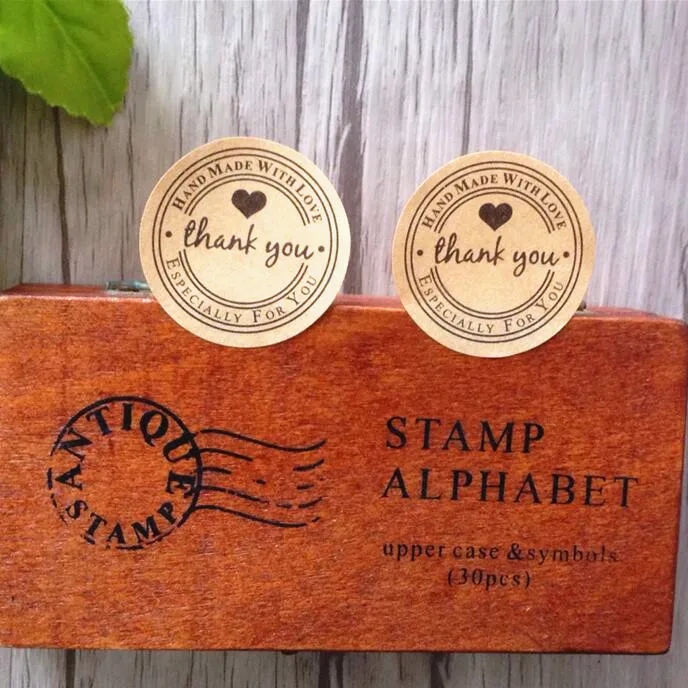 HAND MADE WITH LOVE
thank you
ESPECIALLY FOR YOU
HAND MADE WITH LOVE
thank you
ESPECIALLY FOR YOU
ANTIQUE
STAMP
STAMP
ALPHABET
upper case &symbols
(30pcs)